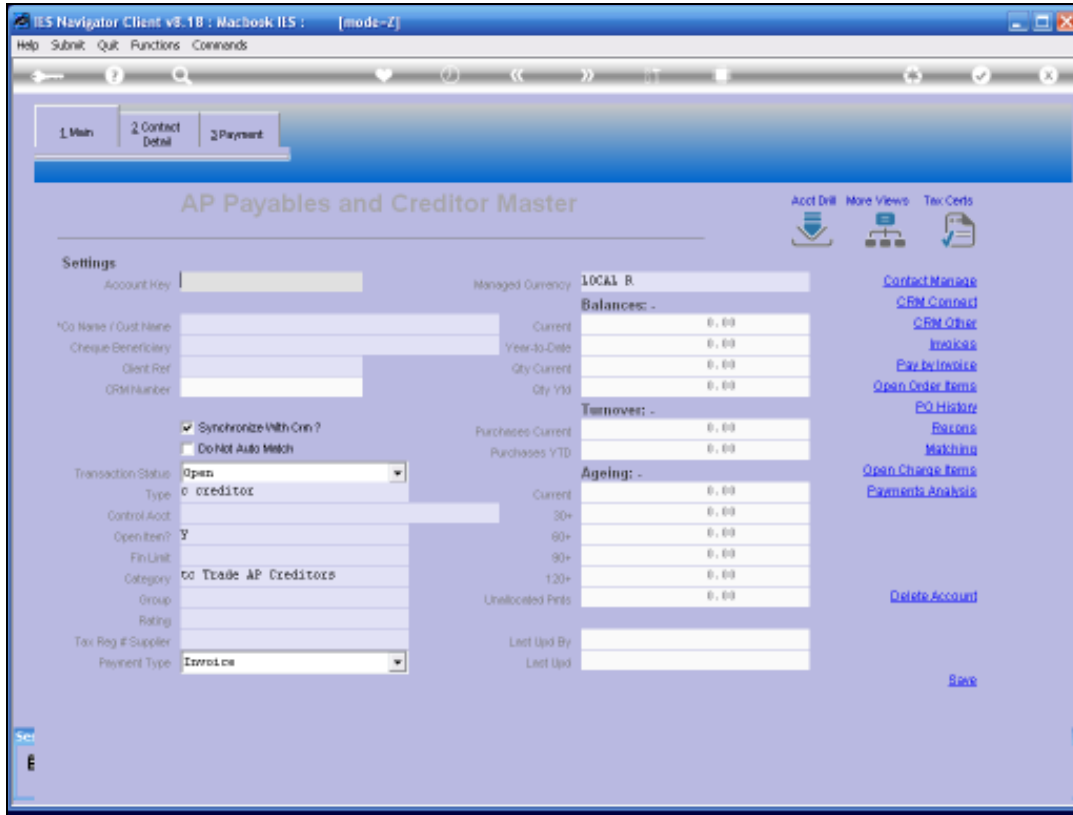 IES Navigator Client v8.18 : Macbook IES : [mode-Z]
Help Submit Quit Functions Commands
1 Main 2 Contact Detail 3 Payment
AP Payables and Creditor Master
Acct Drill More Views Tax Certs
Settings
Account Key Managed Currency LOCAL R Contact Manage
Balances: - CRM Connect
*Co Name / Cust Name Current 0.00 CRM Other
Cheque Beneficiary Year-to-Date 0.00 Invoices
Client Ref Qty Current 0.00 Pay by Invoice
CRM Number Qty Ytd 0.00 Open Order Items
Turnover: - PO History
Synchronize With Crm ? Purchases Current 0.00 Recons
Do Not Auto Match Purchases YTD 0.00 Matching
Transaction Status Open Ageing: - Open Charge Items
Type c creditor Current 0.00 Payments Analysis
Control Acct 30+ 0.00
Open Item? Y 60+ 0.00
Fin Limit 90+ 0.00
Category tc Trade AP Creditors 120+ 0.00
Group Unallocated Pmts 0.00 Delete Account
Rating
Tax Reg # Supplier Last Upd By
Payment Type Invoice Last Upd
Save
Ser